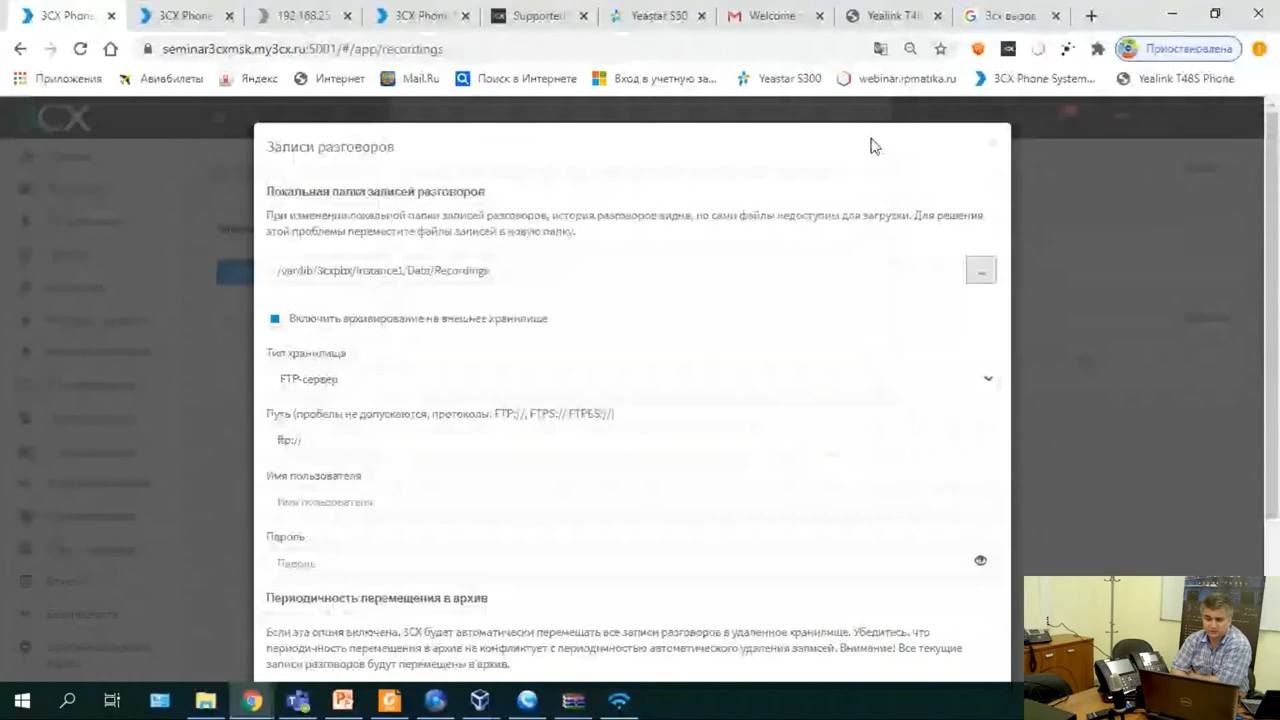 3CX Phone
3CX Phone
192.168.25
3CX Phone
Supported
Yeastar S50
Welcome
Yealink T48
3cx вызов
seminar3cxmsk.my3cx.ru:5001/#/app/recordings
Приостановлена
Приложения
Авиабилеты
Яндекс
Интернет
Mail.Ru
Поиск в Интернете
Вход в учетную за...
Yeastar S300
webinar.ipmatika.ru
3CX Phone System...
Yealink T48S Phone
3CX
Записи разговоров
Локальная папка записей разговоров
При изменении локальной папки записей разговоров, история разговоров видна, но сами файлы недоступны для загрузки. Для решения
этой проблемы переместите файлы записей в новую папку.
/var/lib/3cxpbx/Instance1/Data/Recordings
...
Включить архивирование на внешнее хранилище
Тип хранилища
FTP-сервер
Путь (пробелы не допускаются, протоколы: FTP://, FTPS:// FTPES://)
ftp://
Имя пользователя
Имя пользователя
Пароль
Пароль
Периодичность перемещения в архив
Если эта опция включена, 3CX будет автоматически перемещать все записи разговоров в удаленное хранилище. Убедитесь, что
периодичность перемещения в архив не конфликтует с периодичностью автоматического удаления записей. Внимание! Все текущие
записи разговоров будут перемещены в архив.